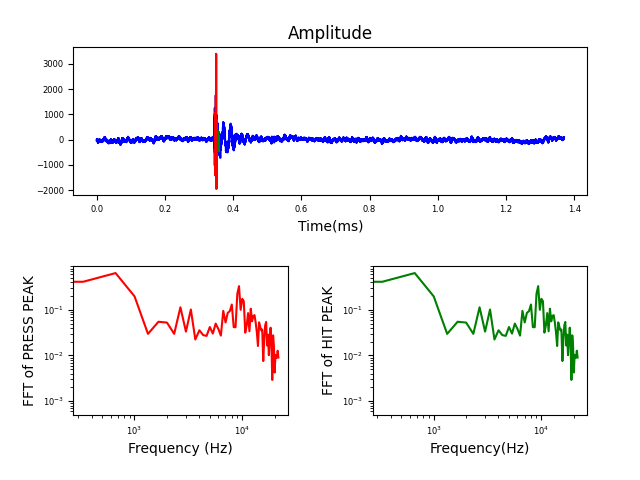 Amplitude
3000
2000
1000
0
−1000
−2000
0.0 0.2 0.4 0.6 0.8 1.0 1.2 1.4
Time(ms)
FFT of PRESS PEAK
10⁻¹
10⁻²
10⁻³
10³ 10⁴
Frequency (Hz)
FFT of HIT PEAK
10⁻¹
10⁻²
10⁻³
10³ 10⁴
Frequency(Hz)